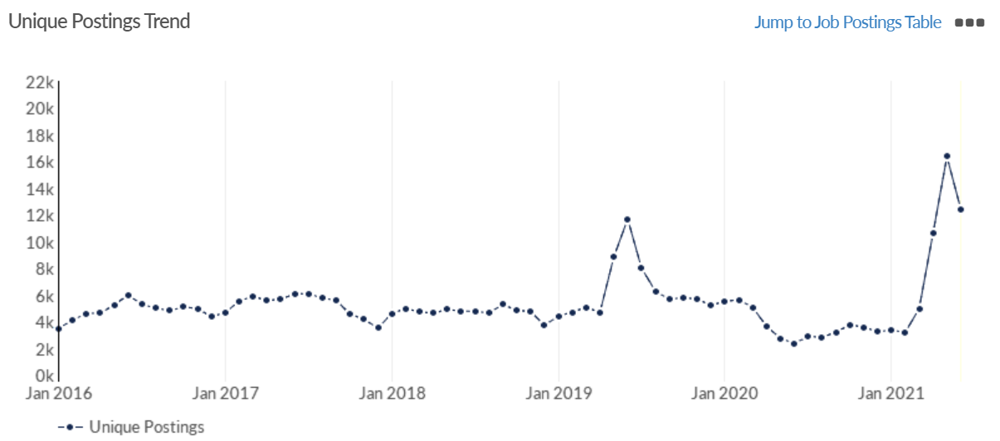 Unique Postings Trend
Jump to Job Postings Table
22k
20k
18k
16k
14k
12k
10k
8k
6k
4k
2k
0k
Jan 2016 Jan 2017 Jan 2018 Jan 2019 Jan 2020 Jan 2021
Unique Postings